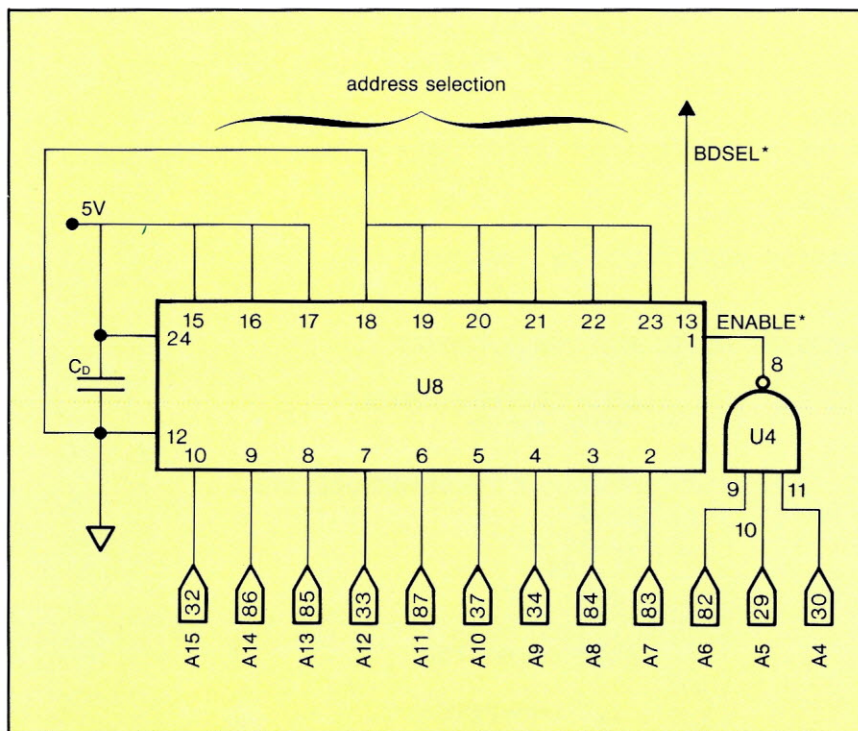 address selection
BDSEL*
5V
15 16 17 18 19 20 21 22 23 13
ENABLE*
24
1
8
C_D
U8
U4
12
10 9 8 7 6 5 4 3 2
9 11
10
32 86 85 33 87 37 34 84 83 82 29 30
A15 A14 A13 A12 A11 A10 A9 A8 A7 A6 A5 A4